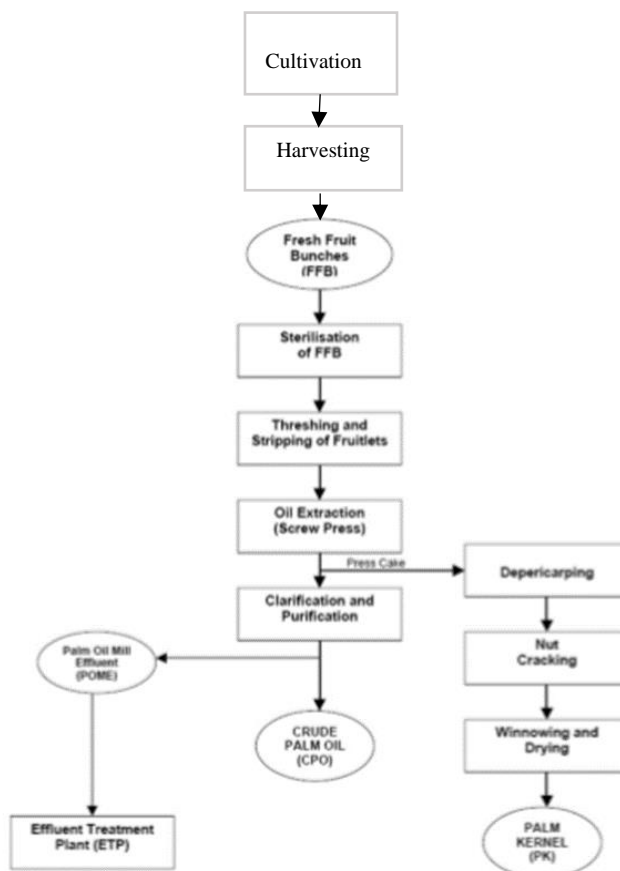 Cultivation
Harvesting
Fresh Fruit
Bunches
(FFB)
Sterilisation
of FFB
Threshing and
Stripping of Fruitlets
Oil Extraction
(Screw Press)
Press Cake
Depericarping
Clarification and
Purification
Palm Oil Mill
Effluent
(POME)
Nut
Cracking
CRUDE
PALM OIL
(CPO)
Winnowing and
Drying
Effluent Treatment
Plant (ETP)
PALM
KERNEL
(PK)